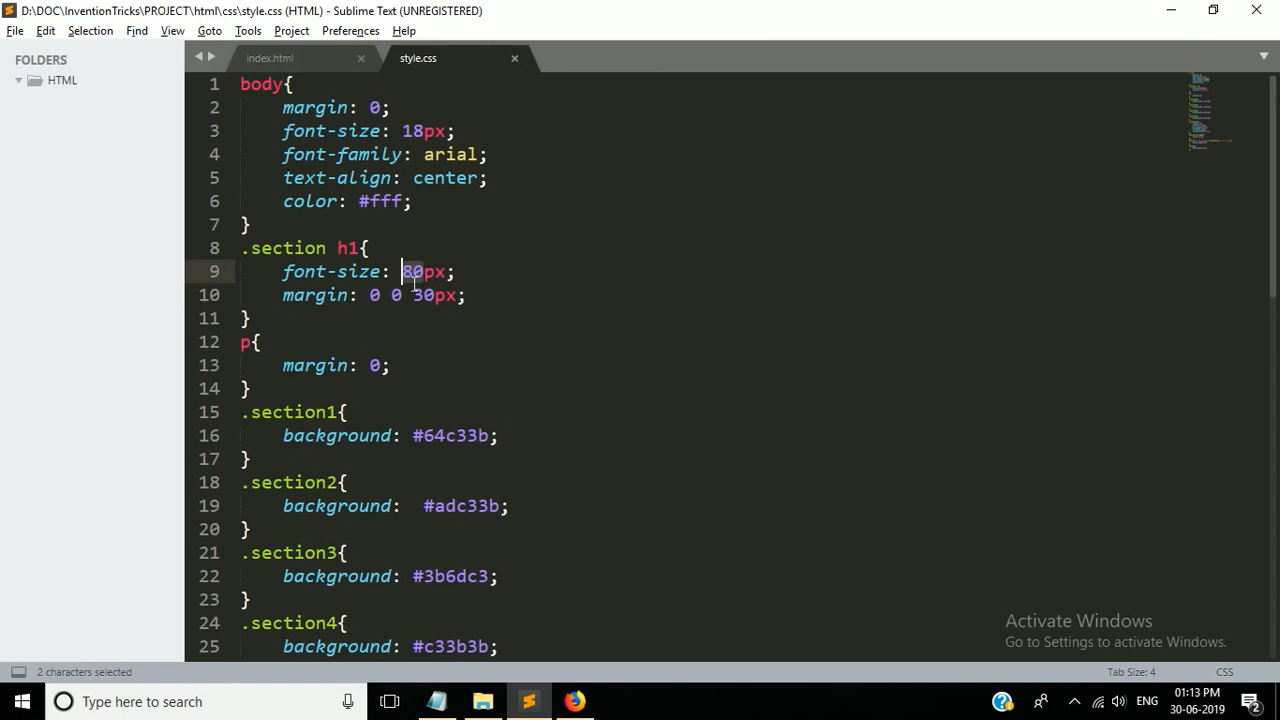 D:\DOC\InventionTricks\PROJECT\html\css\style.css (HTML) - Sublime Text (UNREGISTERED)
File Edit Selection Find View Goto Tools Project Preferences Help
FOLDERS
HTML
index.html style.css
1 body{
2 margin: 0;
3 font-size: 18px;
4 font-family: arial;
5 text-align: center;
6 color: #fff;
7 }
8 .section h1{
9 font-size: 80px;
10 margin: 0 0 30px;
11 }
12 p{
13 margin: 0;
14 }
15 .section1{
16 background: #64c33b;
17 }
18 .section2{
19 background:  #adc33b;
20 }
21 .section3{
22 background: #3b6dc3;
23 }
24 .section4{
25 background: #c33b3b;
Activate Windows
Go to Settings to activate Windows.
2 characters selected Tab Size: 4 CSS
Type here to search
ENG 01:13 PM
30-06-2019
2